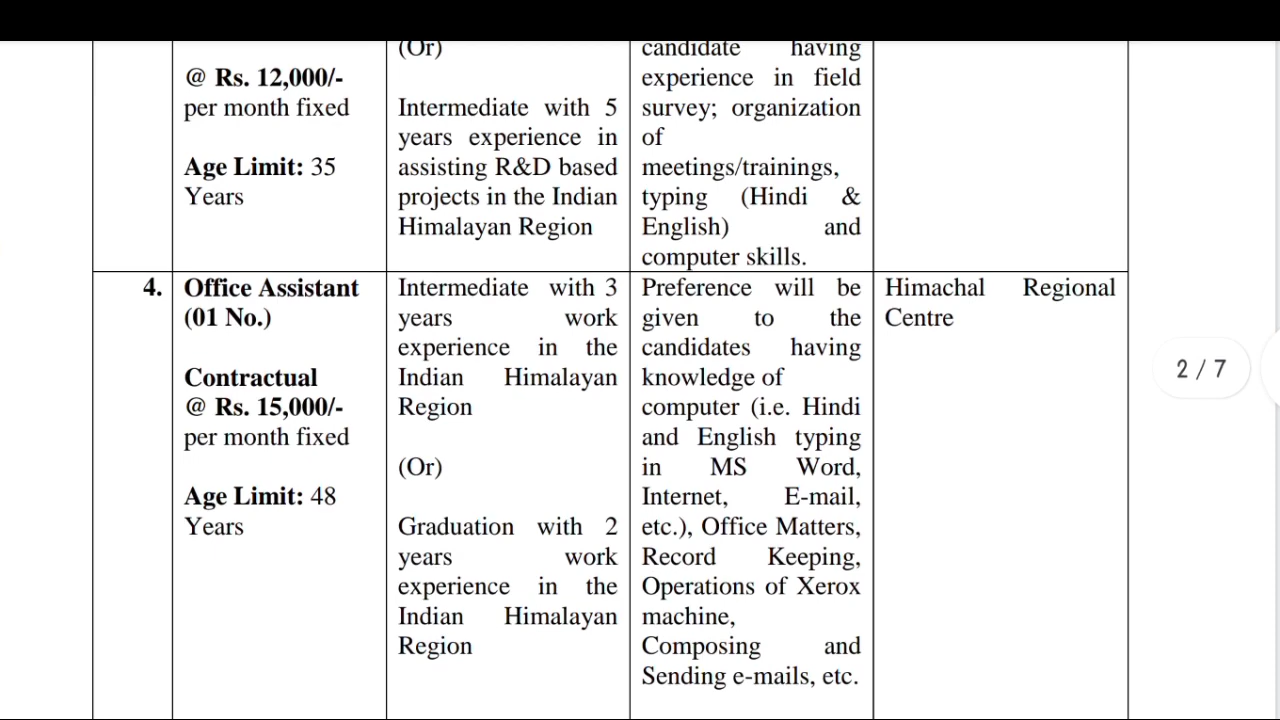 @ Rs. 12,000/-
per month fixed
Age Limit: 35
Years
(Or)
Intermediate with 5
years experience in
assisting R&D based
projects in the Indian
Himalayan Region
candidate having
experience in field
survey; organization
of
meetings/trainings,
typing (Hindi &
English) and
computer skills.
4.
Office Assistant
(01 No.)
Contractual
@ Rs. 15,000/-
per month fixed
Age Limit: 48
Years
Intermediate with 3
years work
experience in the
Indian Himalayan
Region
(Or)
Graduation with 2
years work
experience in the
Indian Himalayan
Region
Preference will be
given to the
candidates having
knowledge of
computer (i.e. Hindi
and English typing
in MS Word,
Internet, E-mail,
etc.), Office Matters,
Record Keeping,
Operations of Xerox
machine,
Composing and
Sending e-mails, etc.
Himachal Regional
Centre
2 / 7